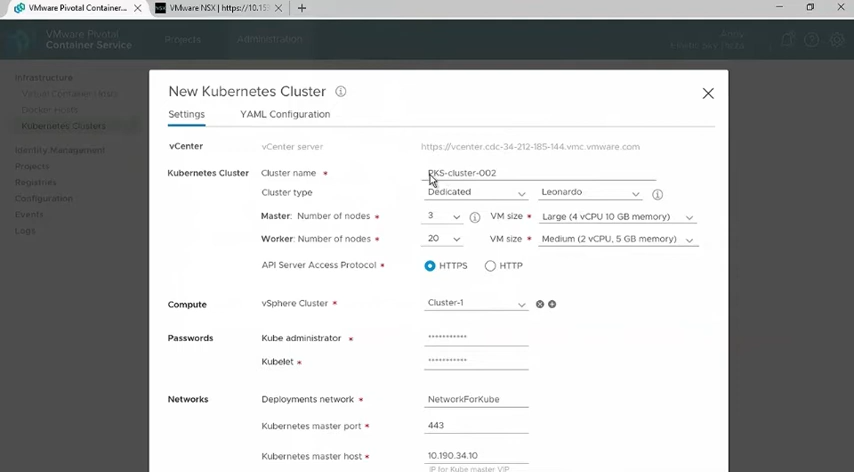 VMware Pivotal Container...
VMware NSX | https://10.15
VMware Pivotal
Container Service
Projects
Administration
Infrastructure
Virtual Container Hosts
Docker Hosts
Kubernetes Clusters
Identity Management
Projects
Registries
Configuration
Events
Logs
New Kubernetes Cluster
Settings YAML Configuration
vCenter vCenter server https://vcenter.cdc-34-212-185-144.vmc.vmware.com
Kubernetes Cluster Cluster name * PKS-cluster-002
Cluster type Dedicated Leonardo
Master: Number of nodes * 3 VM size * Large (4 vCPU 10 GB memory)
Worker: Number of nodes * 20 VM size * Medium (2 vCPU, 5 GB memory)
API Server Access Protocol * HTTPS HTTP
Compute vSphere Cluster * Cluster-1
Passwords Kube administrator * ***********
Kubelet * ***********
Networks Deployments network * NetworkForKube
Kubernetes master port * 443
Kubernetes master host * 10.190.34.10
IP for Kube master VIP